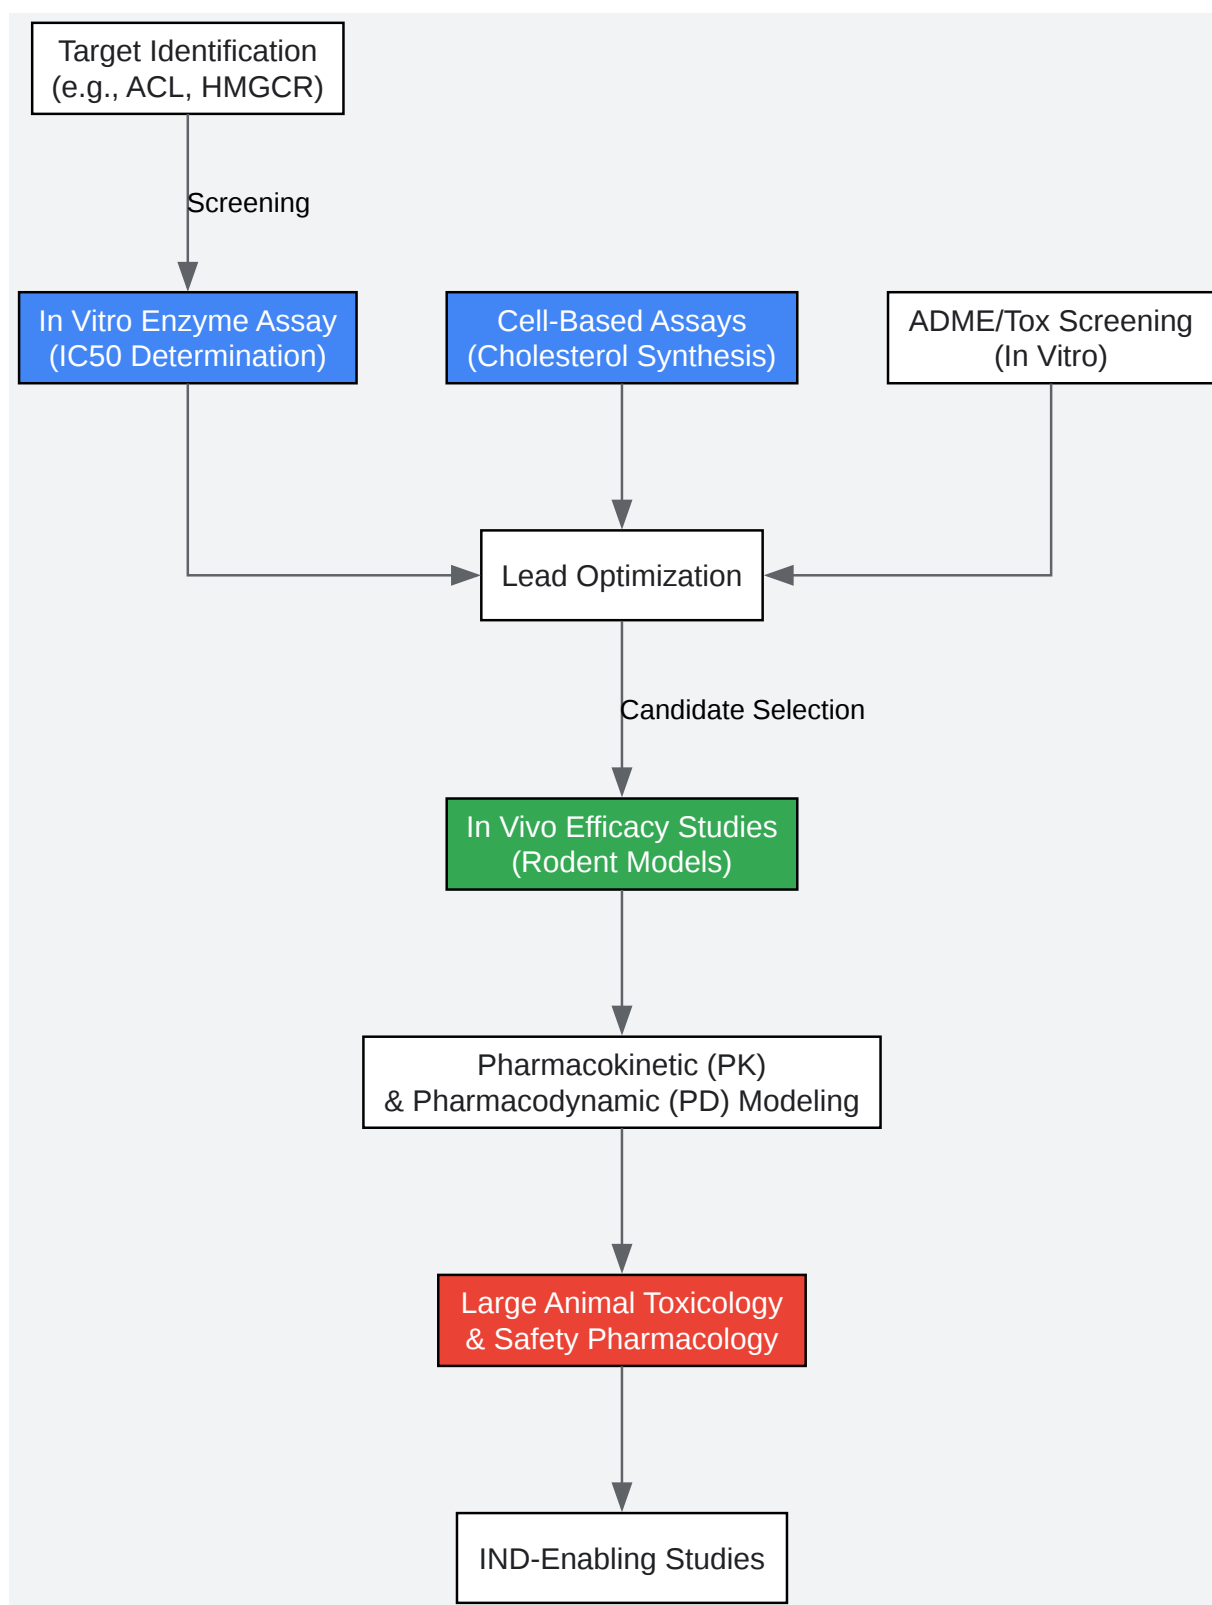 Target Identification
(e.g., ACL, HMGCR)
Screening
In Vitro Enzyme Assay
(IC50 Determination)
Cell-Based Assays
(Cholesterol Synthesis)
ADME/Tox Screening
(In Vitro)
Lead Optimization
Candidate Selection
In Vivo Efficacy Studies
(Rodent Models)
Pharmacokinetic (PK)
& Pharmacodynamic (PD) Modeling
Large Animal Toxicology
& Safety Pharmacology
IND-Enabling Studies